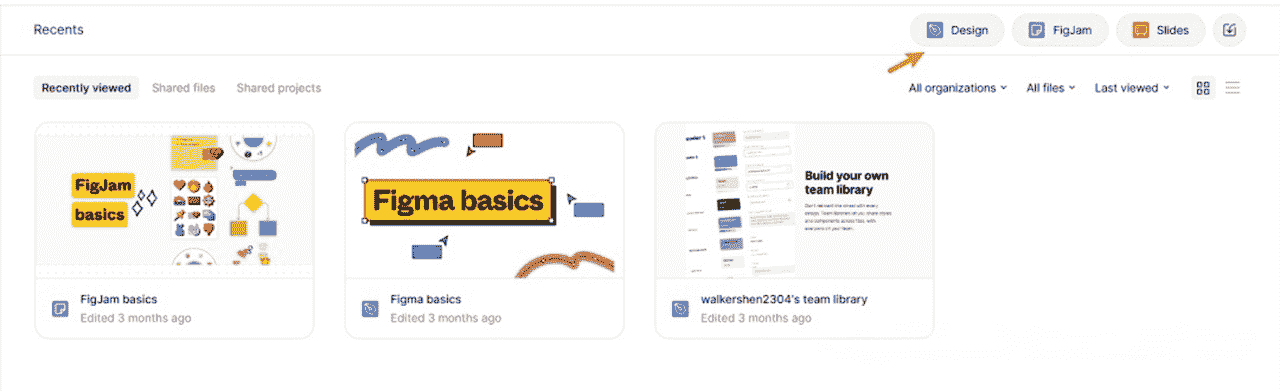 Recents
Design
FigJam
Slides
Recently viewed
Shared files
Shared projects
All organizations
All files
Last viewed
FigJam
basics
Figma basics
Build your own
team library
FigJam basics
Edited 3 months ago
Figma basics
Edited 3 months ago
walkershen2304's team library
Edited 3 months ago